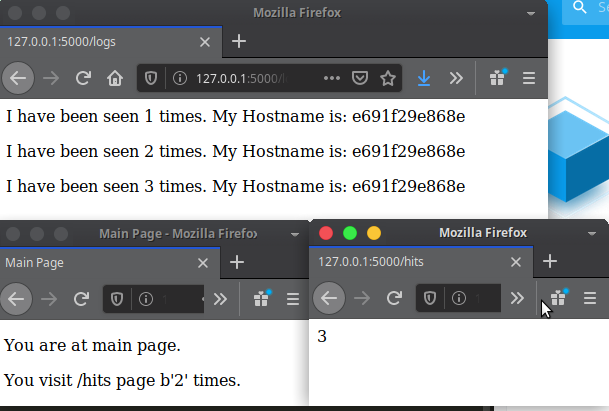 Mozilla Firefox
127.0.0.1:5000/logs
127.0.0.1:5000/
I have been seen 1 times. My Hostname is: e691f29e868e
I have been seen 2 times. My Hostname is: e691f29e868e
I have been seen 3 times. My Hostname is: e691f29e868e
Main Page - Mozilla Firefox
Main Page
You are at main page.
You visit /hits page b'2' times.
Mozilla Firefox
127.0.0.1:5000/hits
3